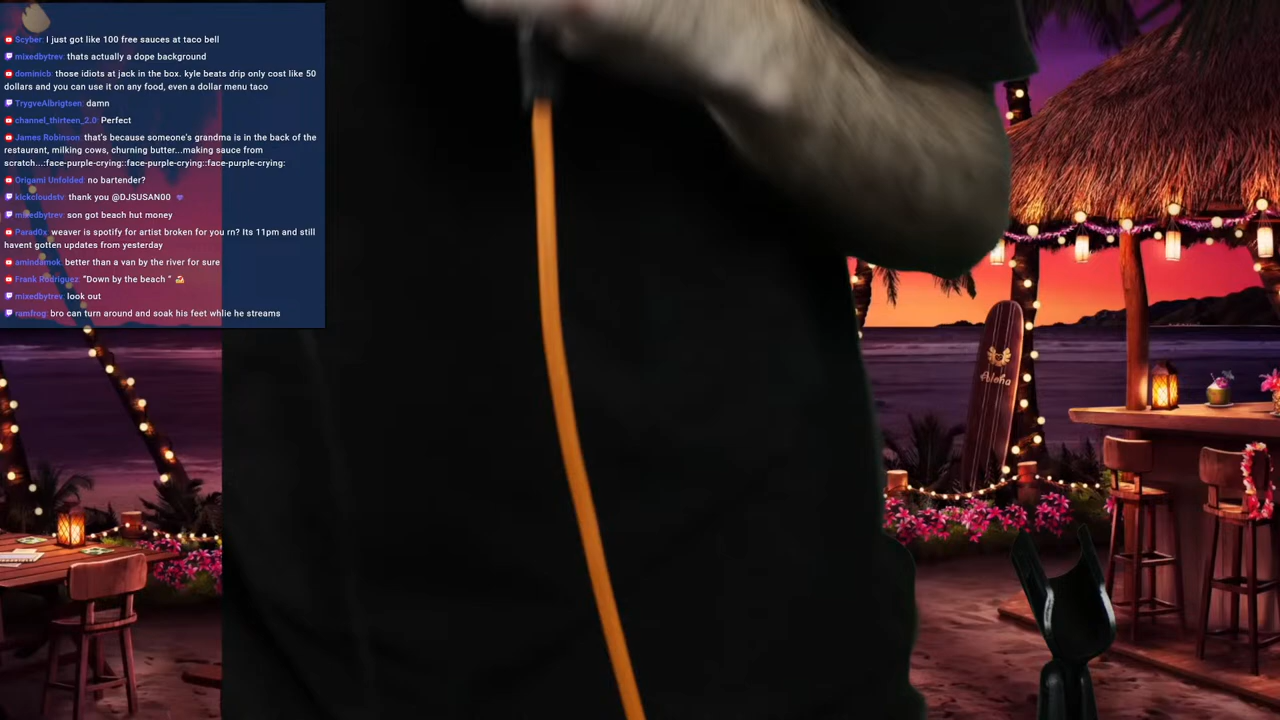 Scyber: I just got like 100 free sauces at taco bell
mixedbytrev: thats actually a dope background
dominicb: those idiots at jack in the box. kyle beats drip only cost like 50
dollars and you can use it on any food, even a dollar menu taco
TrygveAlbrigtsen: damn
channel_thirteen_2.0: Perfect
James Robinson: that's because someone's grandma is in the back of the
restaurant, milking cows, churning butter...making sauce from
scratch...:face-purple-crying::face-purple-crying::face-purple-crying:
Origami Unfolded: no bartender?
kickcloudstv: thank you @DJSUSAN00 💜
mixedbytrev: son got beach hut money
Parad0x: weaver is spotify for artist broken for you rn? Its 11pm and still
havent gotten updates from yesterday
amindamok: better than a van by the river for sure
Frank Rodriguez: "Down by the beach " 🏖
mixedbytrev: look out
ramfrog: bro can turn around and soak his feet whlie he streams
Aloha